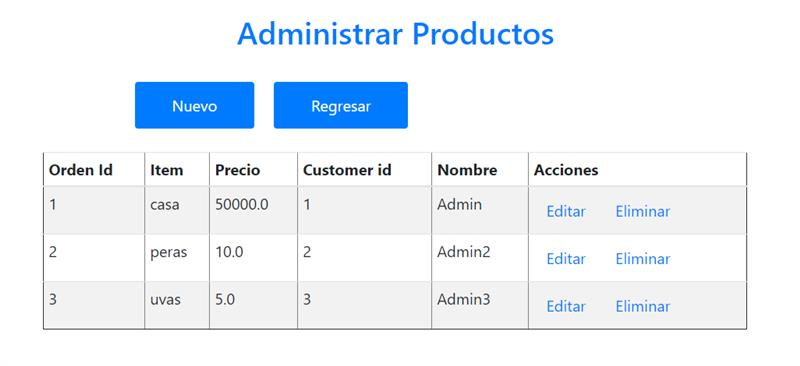 Administrar Productos
Nuevo Regresar
Orden Id Item Precio Customer id Nombre Acciones
1 casa 50000.0 1 Admin Editar Eliminar
2 peras 10.0 2 Admin2 Editar Eliminar
3 uvas 5.0 3 Admin3 Editar Eliminar